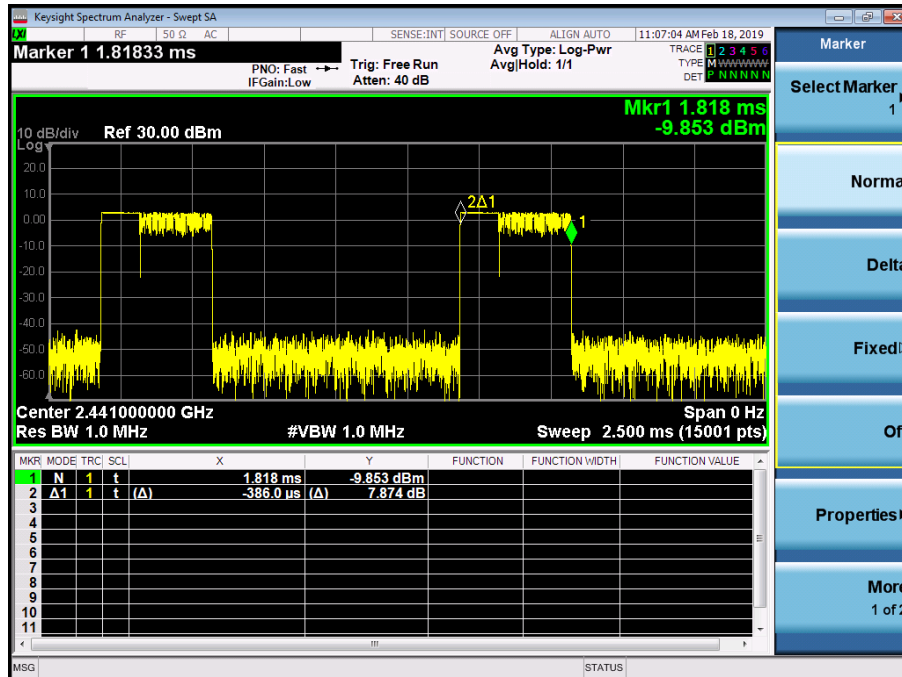 Keysight Spectrum Analyzer - Swept SA
LXI RF 50 Ω AC SENSE:INT SOURCE OFF ALIGN AUTO 11:07:04 AM Feb 18, 2019
Marker 1 1.81833 ms
PNO: Fast
IFGain:Low
Trig: Free Run
Atten: 40 dB
Avg Type: Log-Pwr
Avg|Hold: 1/1
TRACE 1 2 3 4 5 6
TYPE M WWWWW
DET P N N N N N
Mkr1 1.818 ms
-9.853 dBm
10 dB/div Ref 30.00 dBm
Log
20.0
10.0
0.00
-10.0
-20.0
-30.0
-40.0
-50.0
-60.0
2Δ1
1
Center 2.441000000 GHz Span 0 Hz
Res BW 1.0 MHz #VBW 1.0 MHz Sweep 2.500 ms (15001 pts)
MKR MODE TRC SCL X Y FUNCTION FUNCTION WIDTH FUNCTION VALUE
1 N 1 t 1.818 ms -9.853 dBm
2 Δ1 1 t (Δ) -386.0 µs (Δ) 7.874 dB
3
4
5
6
7
8
9
10
11
MSG STATUS
Marker
Select Marker
1
Norma
Delta
Fixed
Of
Properties
More
1 of 2